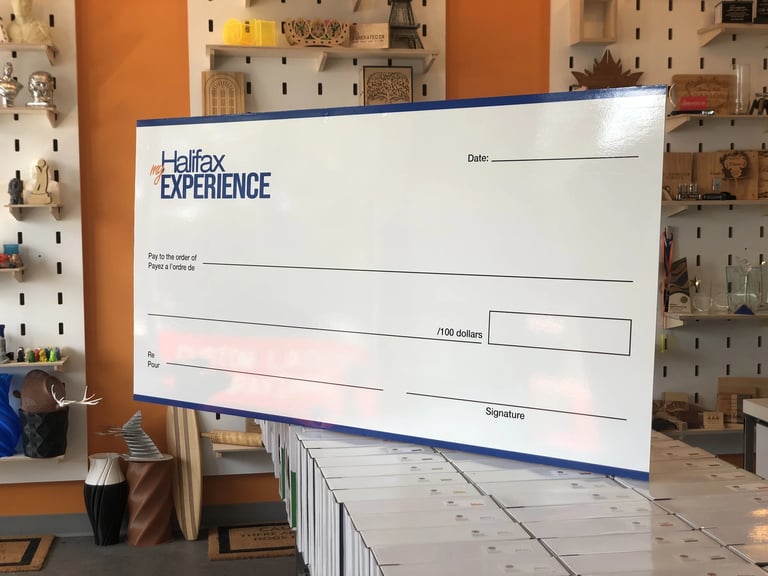 my Halifax
EXPERIENCE
Date:
Pay to the order of
Payez a l'ordre de
/100 dollars
Re
Pour
Signature